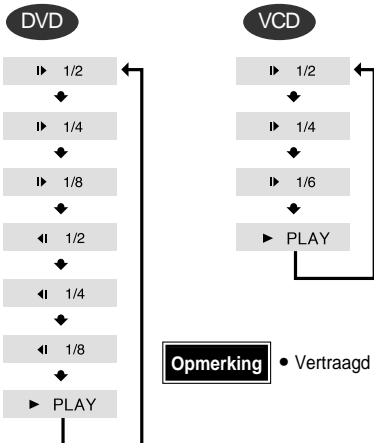 DVD
I▶ 1/2
I▶ 1/4
I▶ 1/8
◀I 1/2
◀I 1/4
◀I 1/8
► PLAY
VCD
I▶ 1/2
I▶ 1/4
I▶ 1/6
► PLAY
Opmerking • Vertraagd